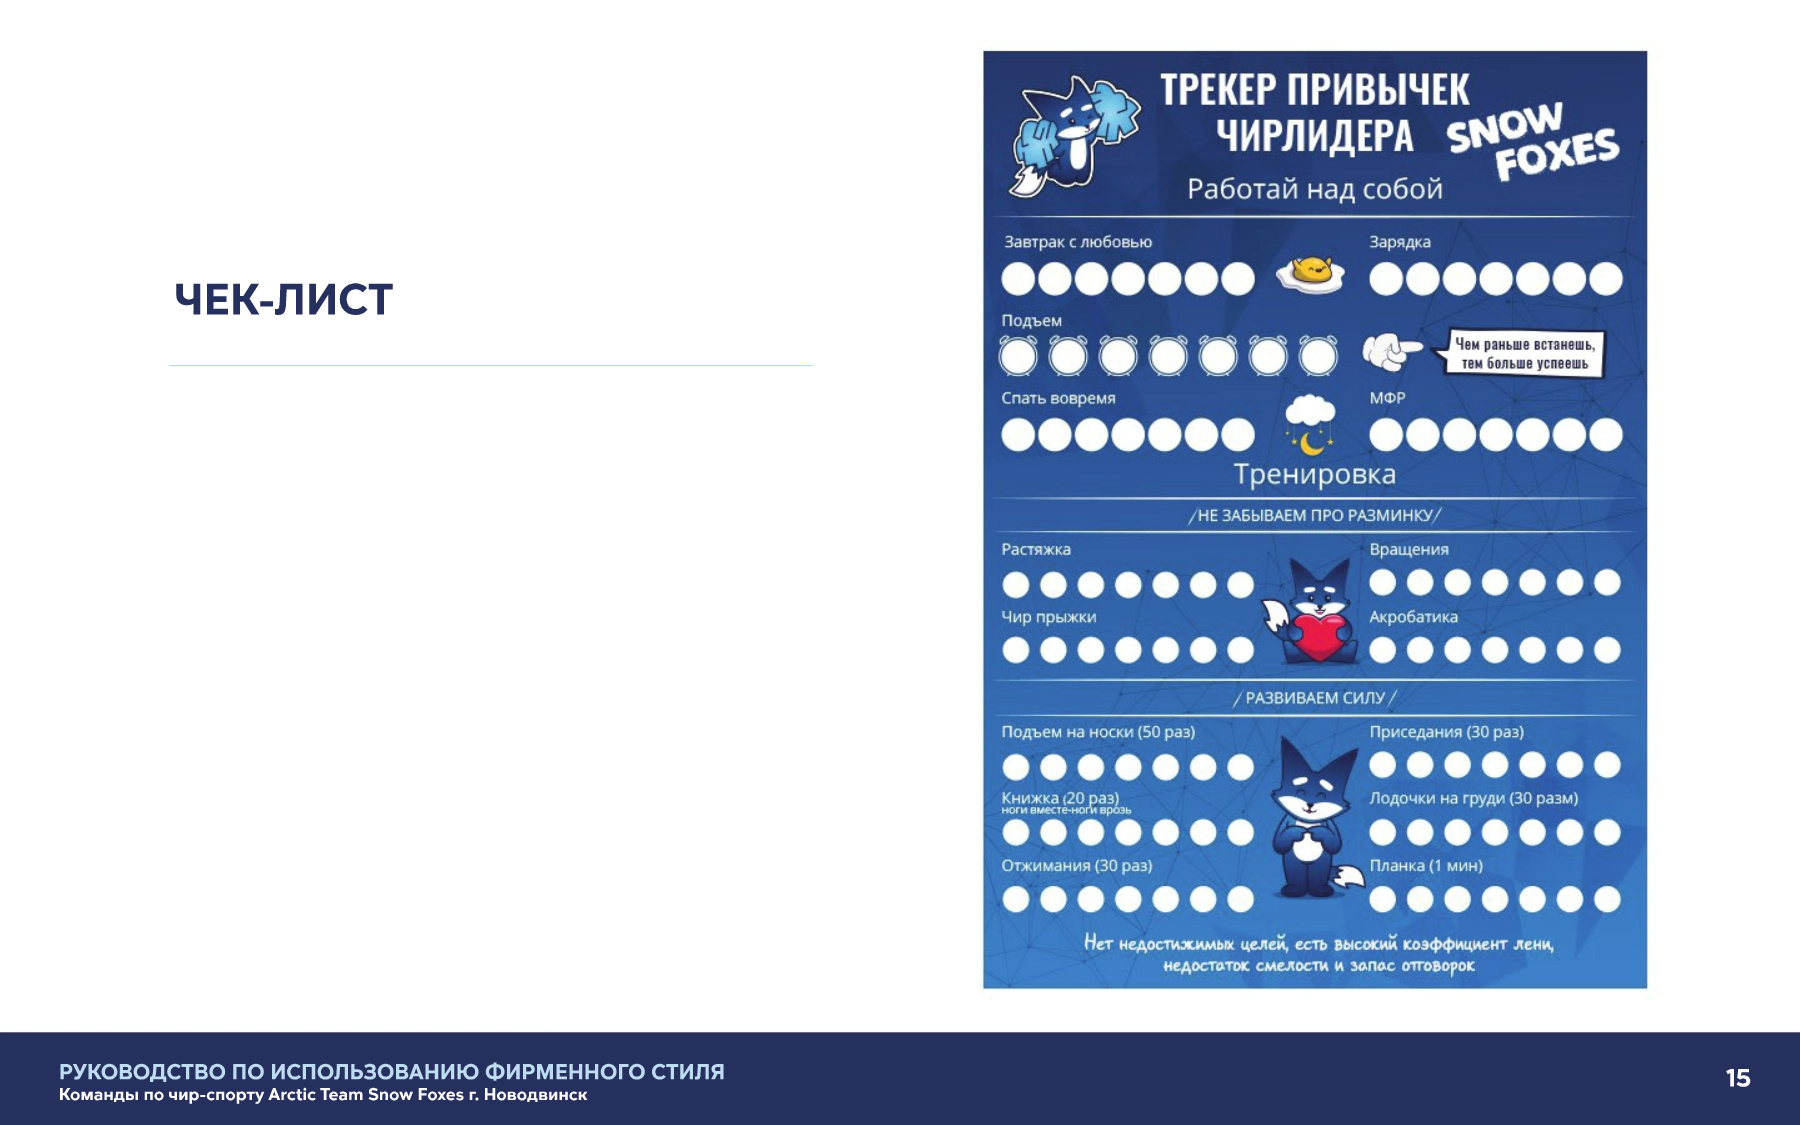 ЧЕК-ЛИСТ
ТРЕКЕР ПРИВЫЧЕК
ЧИРЛИДЕРА
SNOW
FOXES
Работай над собой
Завтрак с любовью
Зарядка
Подъем
Чем раньше встанешь,
тем больше успеешь
Спать вовремя
МФР
Тренировка
/НЕ ЗАБЫВАЕМ ПРО РАЗМИНКУ/
Растяжка
Вращения
Чир прыжки
Акробатика
/ РАЗВИВАЕМ СИЛУ /
Подъем на носки (50 раз)
Приседания (30 раз)
Книжка (20 раз)
ноги вместе-ноги врозь
Лодочки на груди (30 разм)
Отжимания (30 раз)
Планка (1 мин)
Нет недостижимых целей, есть высокий коэффициент лени,
недостаток смелости и запас отговорок
РУКОВОДСТВО ПО ИСПОЛЬЗОВАНИЮ ФИРМЕННОГО СТИЛЯ
Команды по чир-спорту Arctic Team Snow Foxes г. Новодвинск
15